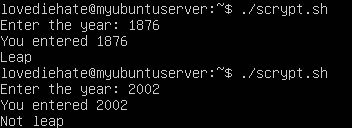 lovediehate@myubuntuserver:~$ ./scrypt.sh
Enter the year: 1876
You entered 1876
Leap
lovediehate@myubuntuserver:~$ ./scrypt.sh
Enter the year: 2002
You entered 2002
Not leap